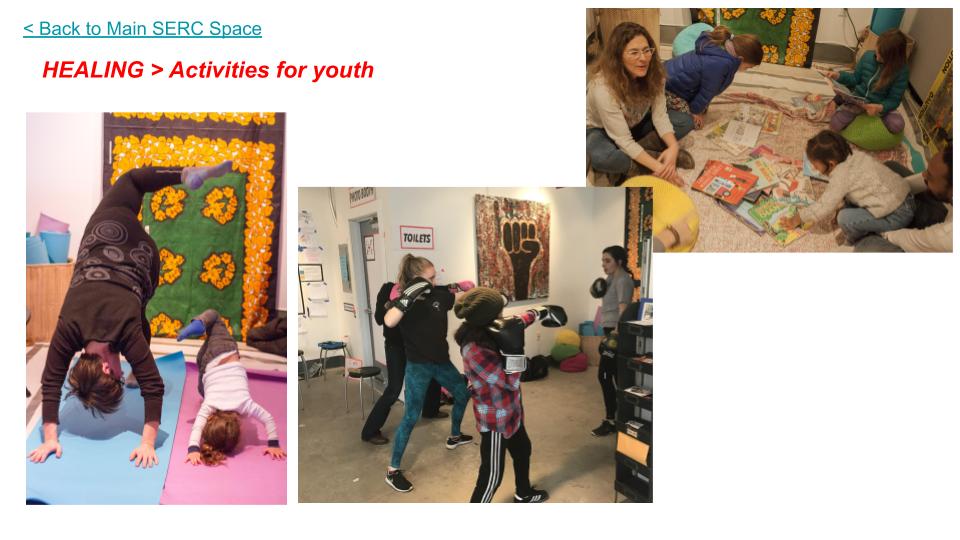 < Back to Main SERC Space
HEALING > Activities for youth
PHOTO BOOTH
TOILETS